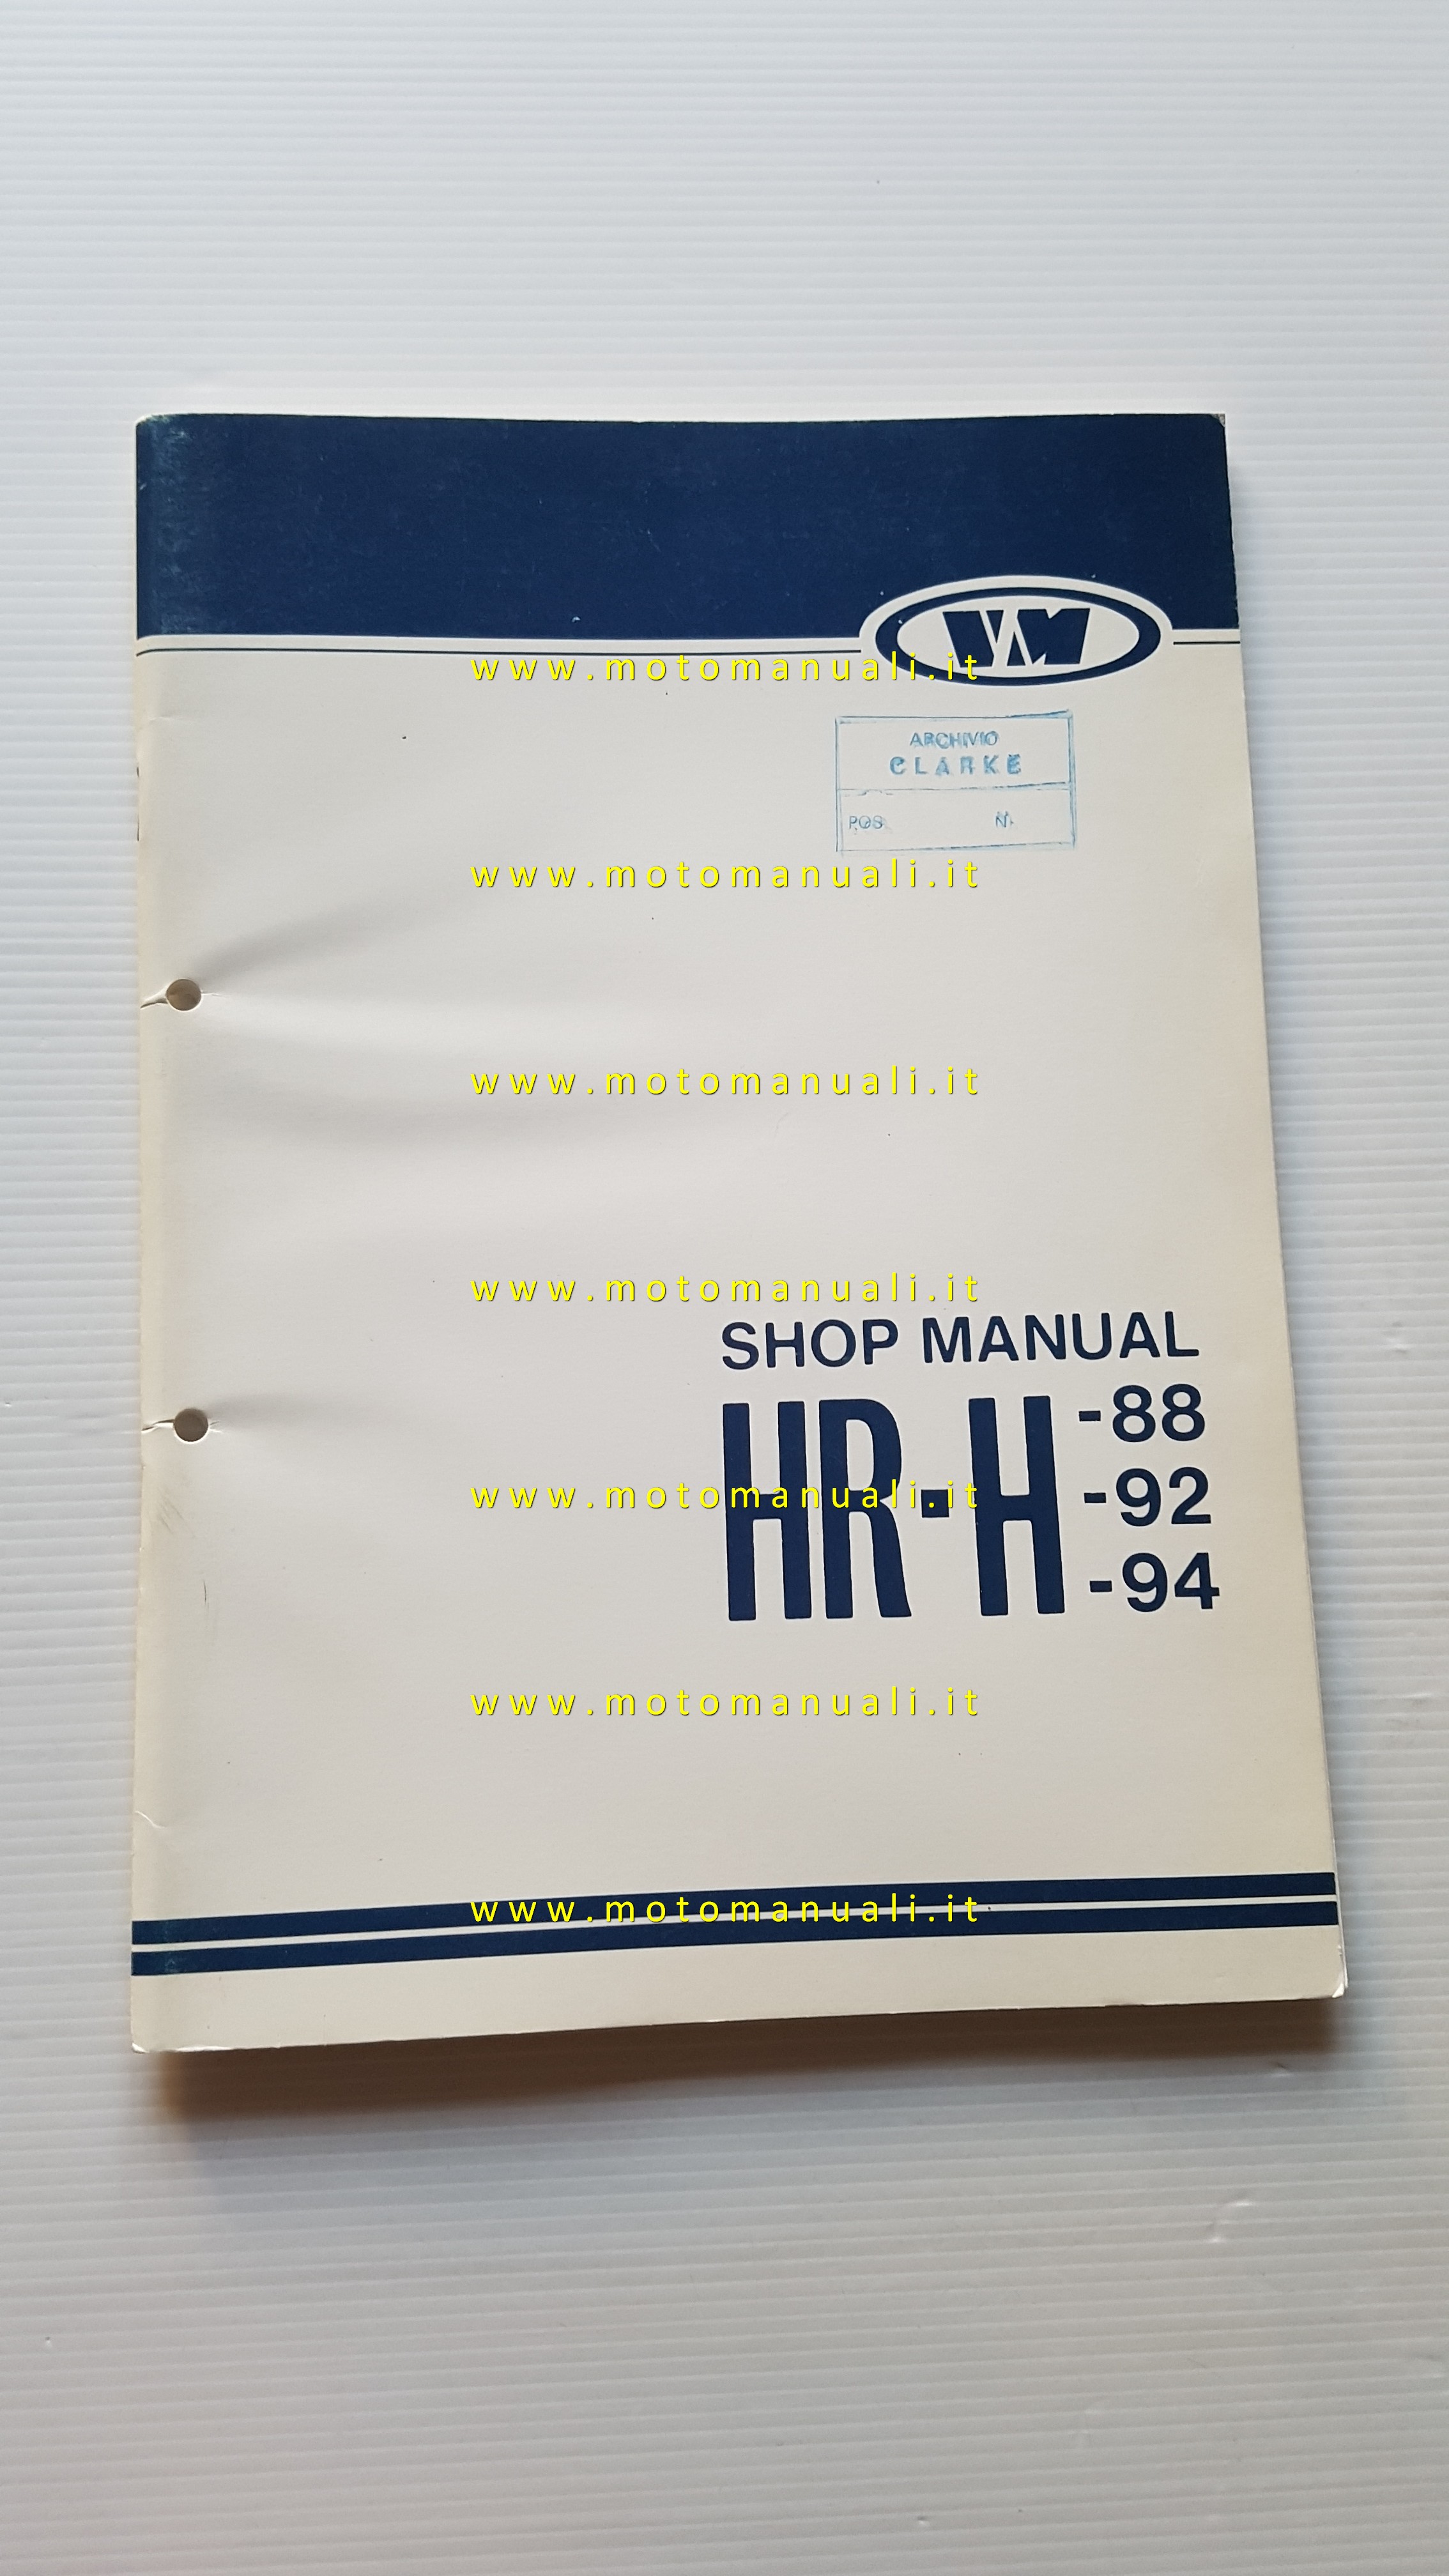 VM
www.motomanuali.it
ARCHIVIO
CLARKE
POS. N.
www.motomanuali.it
www.motomanuali.it
www.motomanuali.it
SHOP MANUAL
HR-H -88
-92
-94
www.motomanuali.it
www.motomanuali.it
www.motomanuali.it